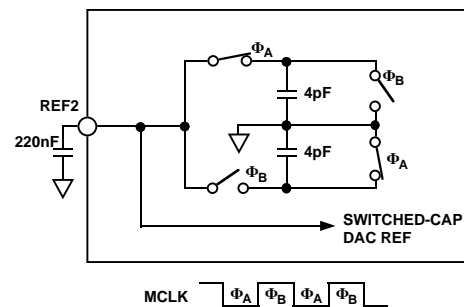 ΦA
4pF
ΦB
REF2
220nF
4pF
ΦB
ΦA
SWITCHED-CAP
DAC REF
MCLK ΦA ΦB ΦA ΦB